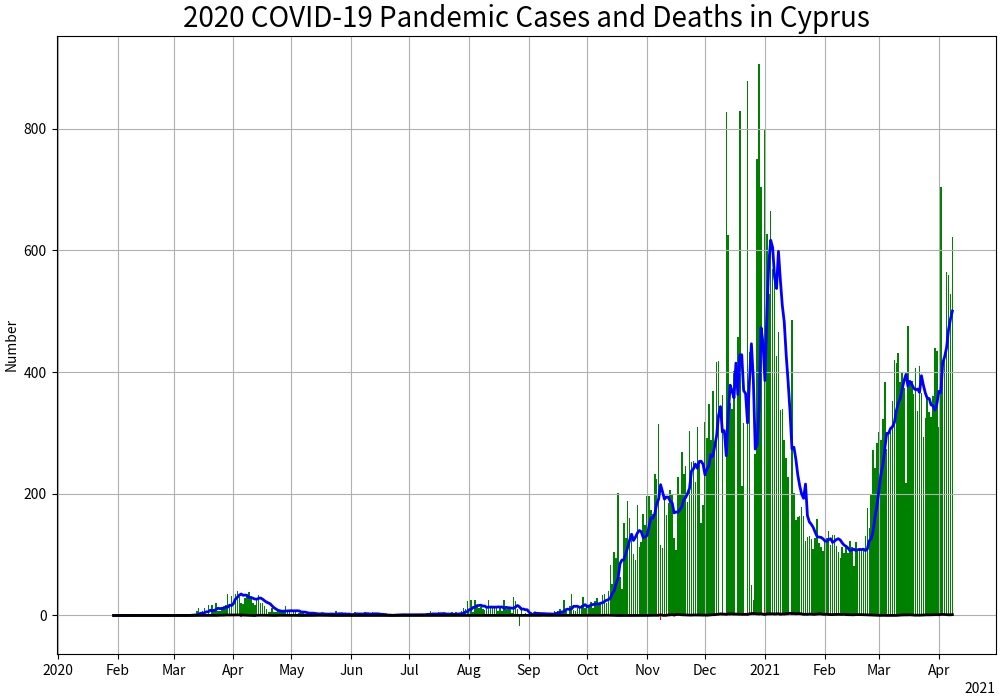 2020 COVID-19 Pandemic Cases and Deaths in Cyprus
Number
800
600
400
200
0
2020 Feb Mar Apr May Jun Jul Aug Sep Oct Nov Dec 2021 Feb Mar Apr
2021